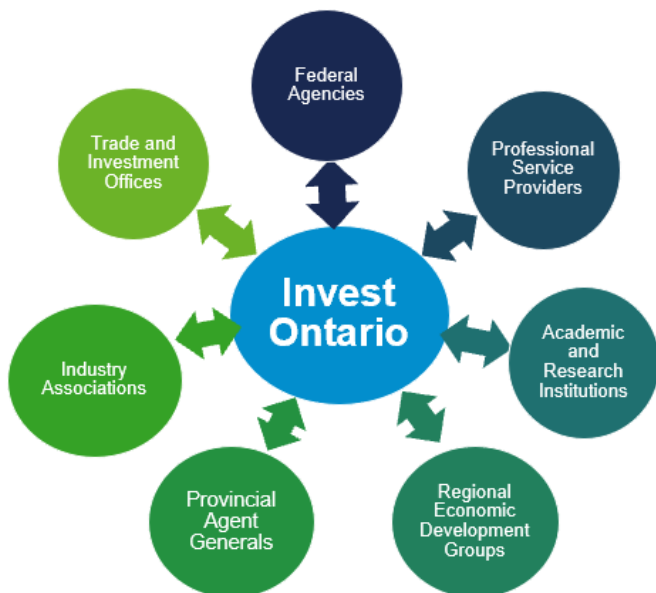 Federal
Agencies
Trade and
Investment
Offices
Professional
Service
Providers
Invest
Ontario
Industry
Associations
Academic
and
Research
Institutions
Provincial
Agent
Generals
Regional
Economic
Development
Groups